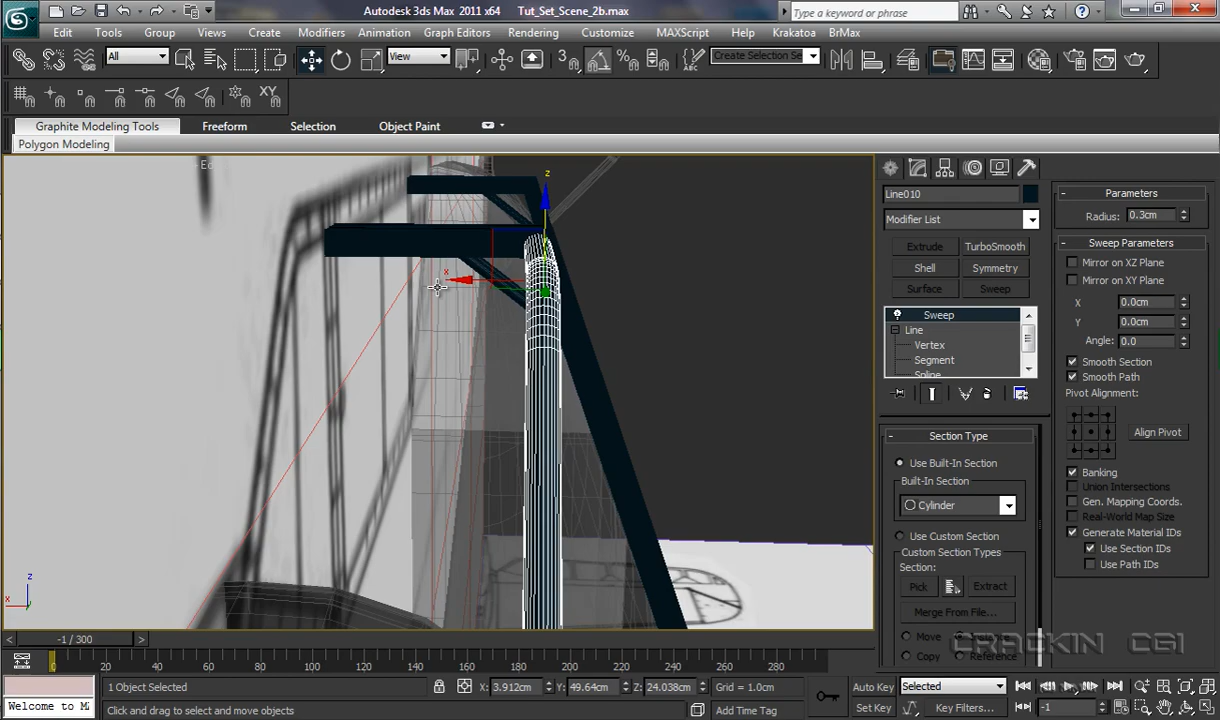 Autodesk 3ds Max 2011 x64 Tut_Set_Scene_2b.max
Type a keyword or phrase
Edit Tools Group Views Create Modifiers Animation Graph Editors Rendering Customize MAXScript Help Krakatoa BrMax
All
View
Create Selection Se
XY
Graphite Modeling Tools Freeform Selection Object Paint
Polygon Modeling
z
x
Line010
Modifier List
Extrude TurboSmooth
Shell Symmetry
Surface Sweep
Sweep
Line
Vertex
Segment
Spline
Section Type
Use Built-In Section
Built-In Section
Cylinder
Use Custom Section
Custom Section Types
Section:
Pick Extract
Merge From File...
Move Instance
Copy Reference
Parameters
Radius: 0.3cm
Sweep Parameters
Mirror on XZ Plane
Mirror on XY Plane
X 0.0cm
Y 0.0cm
Angle: 0.0
Smooth Section
Smooth Path
Pivot Alignment:
Align Pivot
Banking
Union Intersections
Gen. Mapping Coords.
Real-World Map Size
Generate Material IDs
Use Section IDs
Use Path IDs
CRACKIN CGI
z
x
-1 / 300
0 20 40 60 80 100 120 140 160 180 200 220 240 260 280
1 Object Selected X: 3.912cm Y: 49.64cm Z: 24.038cm Grid = 1.0cm Auto Key Selected
Welcome to MA Click and drag to select and move objects Add Time Tag Set Key Key Filters... -1